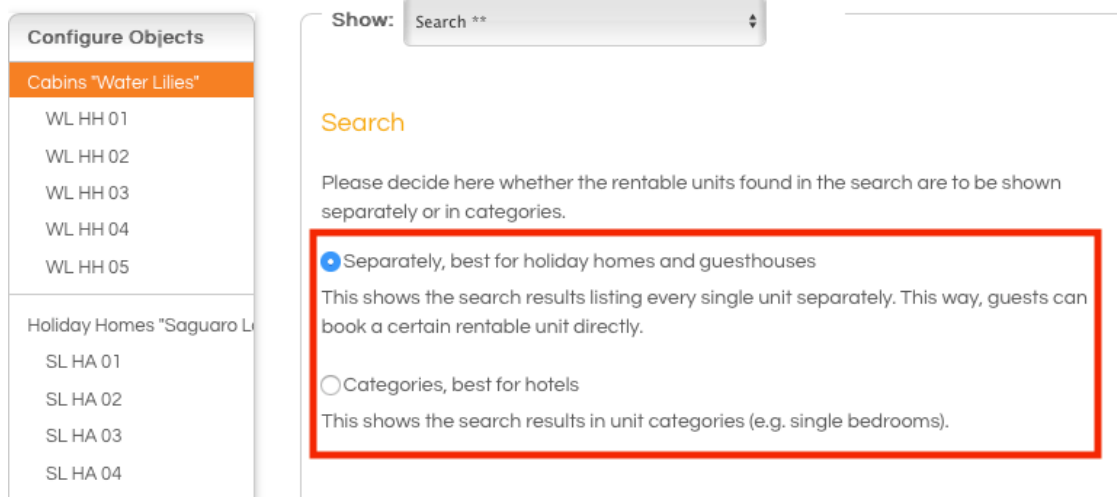 Configure Objects
Cabins "Water Lilies"
WL HH 01
WL HH 02
WL HH 03
WL HH 04
WL HH 05
Holiday Homes "Saguaro
SL HA 01
SL HA 02
SL HA 03
SL HA 04
Show: Search **
Search
Please decide here whether the rentable units found in the search are to be shown
separately or in categories.
Separately, best for holiday homes and guesthouses
This shows the search results listing every single unit separately. This way, guests can
book a certain rentable unit directly.
Categories, best for hotels
This shows the search results in unit categories (e.g. single bedrooms).